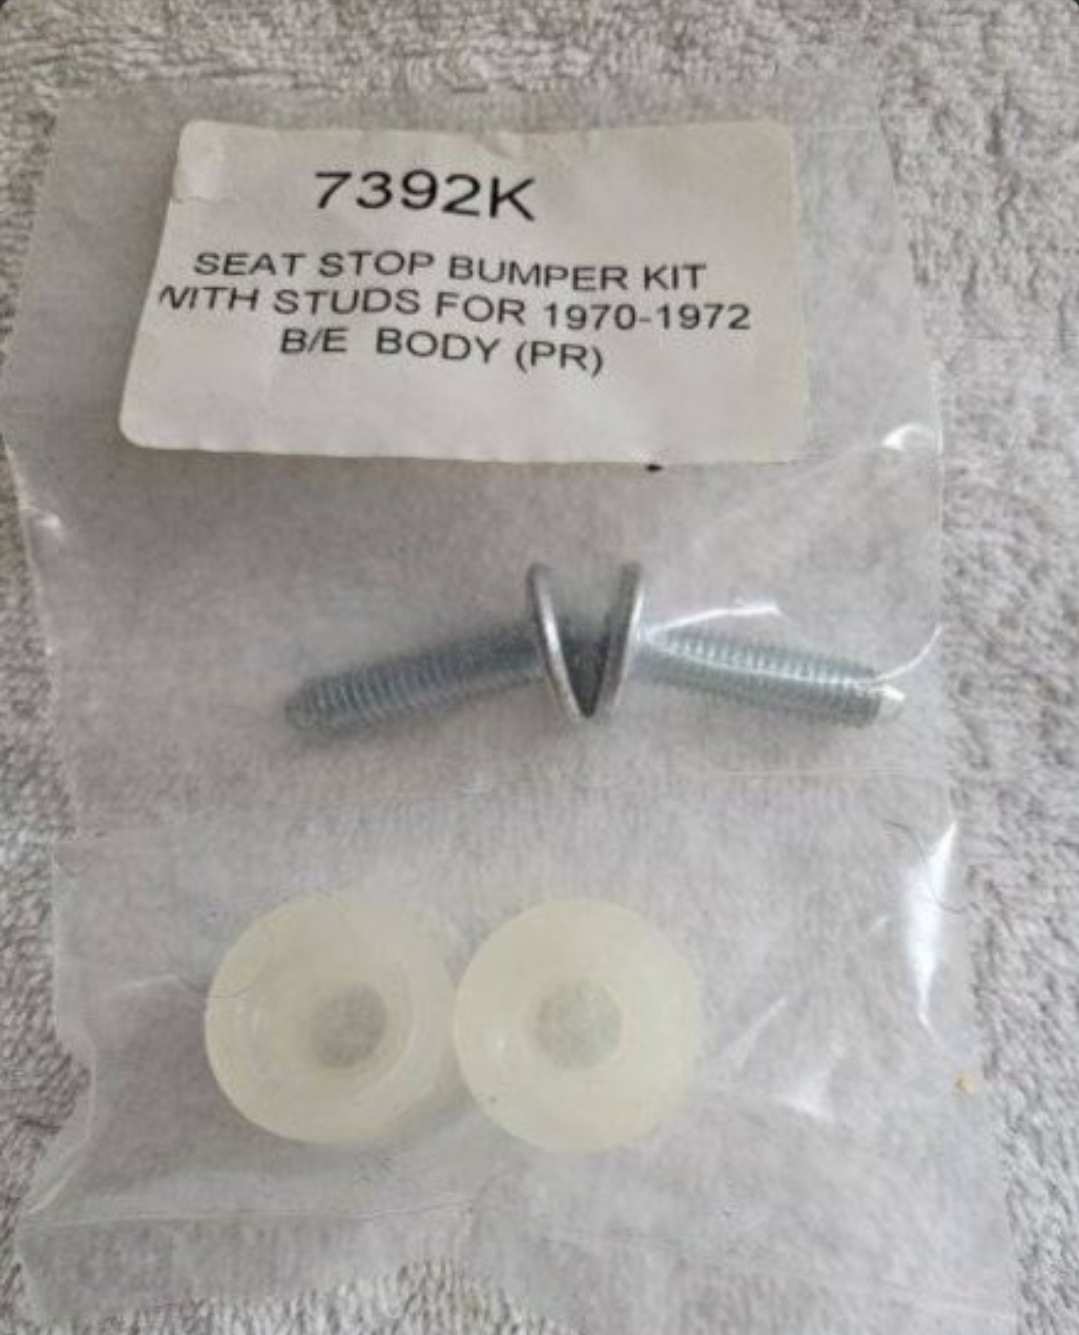 7392K
SEAT STOP BUMPER KIT
WITH STUDS FOR 1970-1972
B/E BODY (PR)